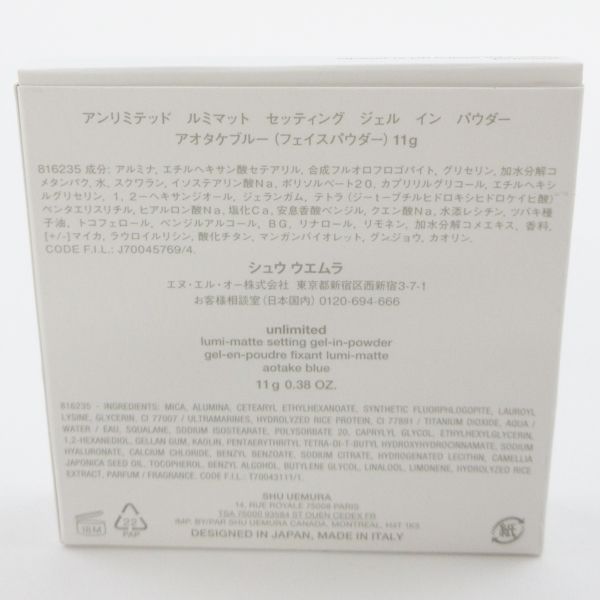 アンリミテッド ルミマット セッティング ジェル イン パウダー
アオタケブルー (フェイスパウダー) 11g
816235 成分: アルミナ, エチルヘキサン酸セテアリル, 合成フルオロフロゴパイト, グリセリン, 加水分解コ
メタンパク, 水, スクワラン, イソステアリン酸Na, ポリソルベート20, カプリリルグリコール, エチルヘキシ
ルグリセリン, 1, 2-ヘキサンジオール, ジェランガム, テトラ (ジ-t-ブチルヒドロキシヒドロケイヒ酸)
ペンタエリスリチル, ヒアルロン酸Na, 塩化Ca, 安息香酸ベンジル, クエン酸Na, 水添レシチン, ツバキ種
子油, トコフェロール, ベンジルアルコール, BG, リナロール, リモネン, 加水分解コメエキス, 香料,
[+/-]マイカ, ラウロイルリシン, 酸化チタン, マンガンバイオレット, グンジョウ, カオリン.
CODE F.I.L.: J70045769/4.
シュウ ウエムラ
エヌ・エル・オー株式会社 東京都新宿区西新宿3-7-1
お客様相談室 (日本国内) 0120-694-666
unlimited
lumi-matte setting gel-in-powder
gel-en-poudre fixant lumi-matte
aotake blue
11 g 0.38 OZ.
816235 - INGREDIENTS: MICA, ALUMINA, CETEARYL ETHYLHEXANOATE, SYNTHETIC FLUORPHLOGOPITE, LAUROYL
LYSINE, GLYCERIN, CI 77007 / ULTRAMARINES, HYDROLYZED RICE PROTEIN, CI 77891 / TITANIUM DIOXIDE, AQUA /
WATER / EAU, SQUALANE, SODIUM ISOSTEARATE, POLYSORBATE 20, CAPRYLYL GLYCOL, ETHYLHEXYLGLYCERIN,
1,2-HEXANEDIOL, GELLAN GUM, KAOLIN, PENTAERYTHRITYL TETRA-DI-T-BUTYL HYDROXYHYDROCINNAMATE, SODIUM
HYALURONATE, CALCIUM CHLORIDE, BENZYL BENZOATE, SODIUM CITRATE, HYDROGENATED LECITHIN, CAMELLIA
JAPONICA SEED OIL, TOCOPHEROL, BENZYL ALCOHOL, BUTYLENE GLYCOL, LINALOOL, LIMONENE, HYDROLYZED RICE
EXTRACT, PARFUM / FRAGRANCE. CODE F.I.L.: T70043111/1.
SHU UEMURA
14, RUE ROYALE 75008 PARIS
TSA 75000 93584 ST OUEN CEDEX FR
IMP. BY/PAR SHU UEMURA CANADA, MONTREAL, H4T 1K5
DESIGNED IN JAPAN, MADE IN ITALY
18M
22
PAP
紙